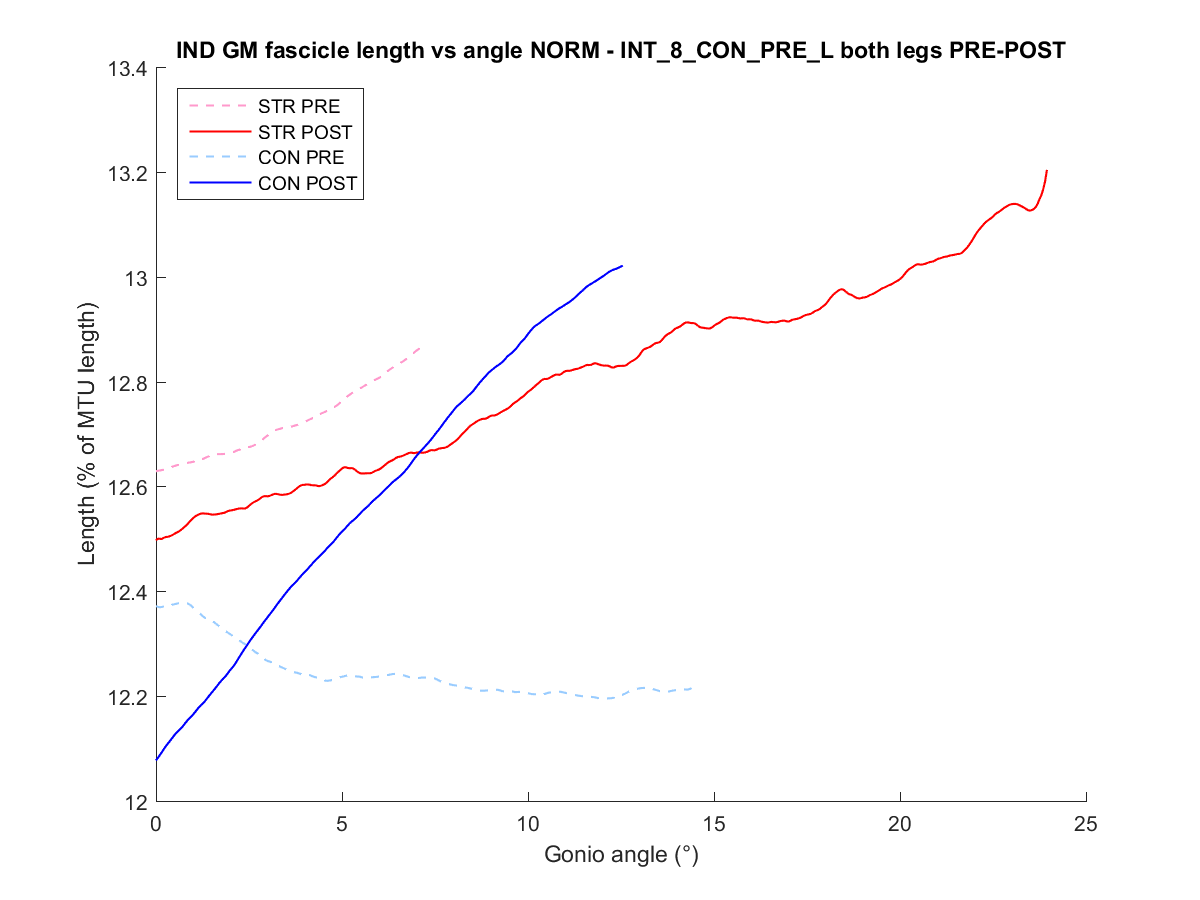 IND GM fascicle length vs angle NORM - INT_8_CON_PRE_L both legs PRE-POST
STR PRE
STR POST
CON PRE
CON POST
Length (% of MTU length)
13.4
13.2
13
12.8
12.6
12.4
12.2
12
0 5 10 15 20 25
Gonio angle (°)